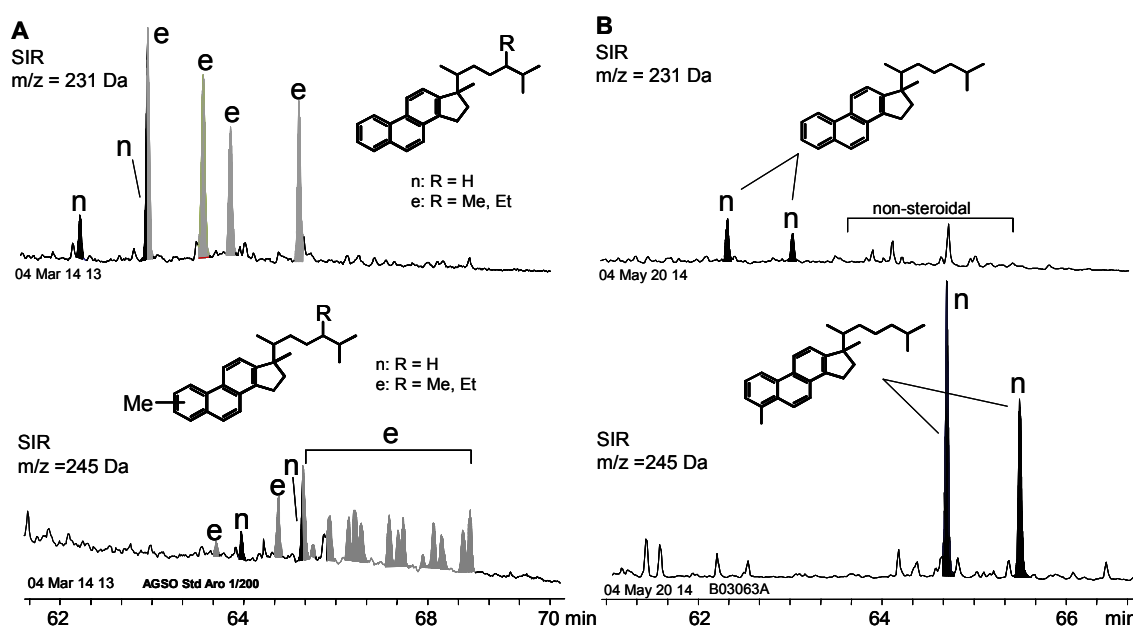 A
SIR
m/z = 231 Da
e
e
e
e
n
n
R
n: R = H
e: R = Me, Et
04 Mar 14 13
R
n: R = H
e: R = Me, Et
Me
SIR
m/z =245 Da
e
n
e
n
e
04 Mar 14 13 AGSO Std Aro 1/200
62 64 68 70 min
B
SIR
m/z = 231 Da
n
n
non-steroidal
04 May 20 14
n
n
SIR
m/z =245 Da
04 May 20 14 B03063A
62 64 66 min